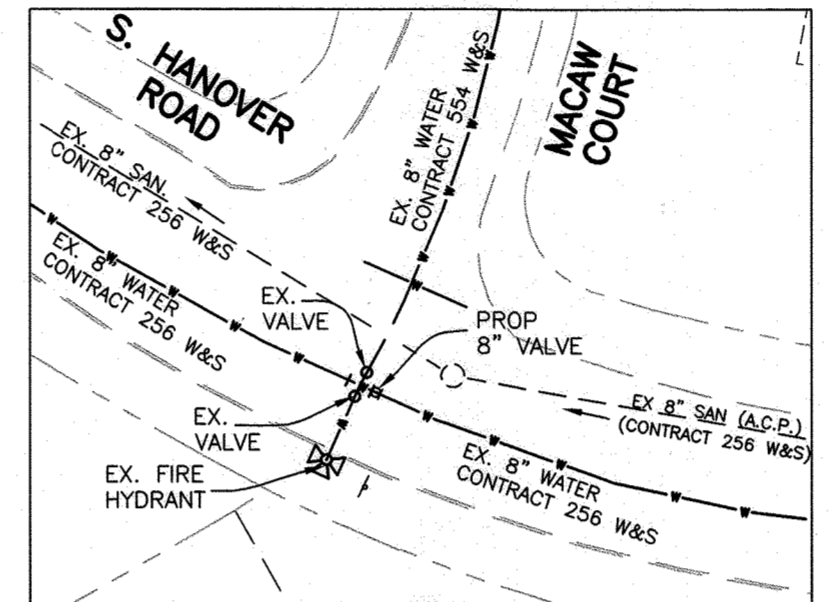 S. HANOVER
ROAD
MACAW
COURT
EX. 8" WATER
CONTRACT 554 W&S
EX. 8" SAN.
CONTRACT 256 W&S
EX. 8" WATER
CONTRACT 256 W&S
EX.
VALVE
PROP
8" VALVE
EX.
VALVE
EX. FIRE
HYDRANT
EX 8" SAN (A.C.P.)
(CONTRACT 256 W&S)
EX. 8" WATER
CONTRACT 256 W&S